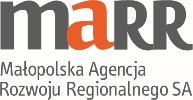 maRR
Małopolska Agencja
Rozwoju Regionalnego SA